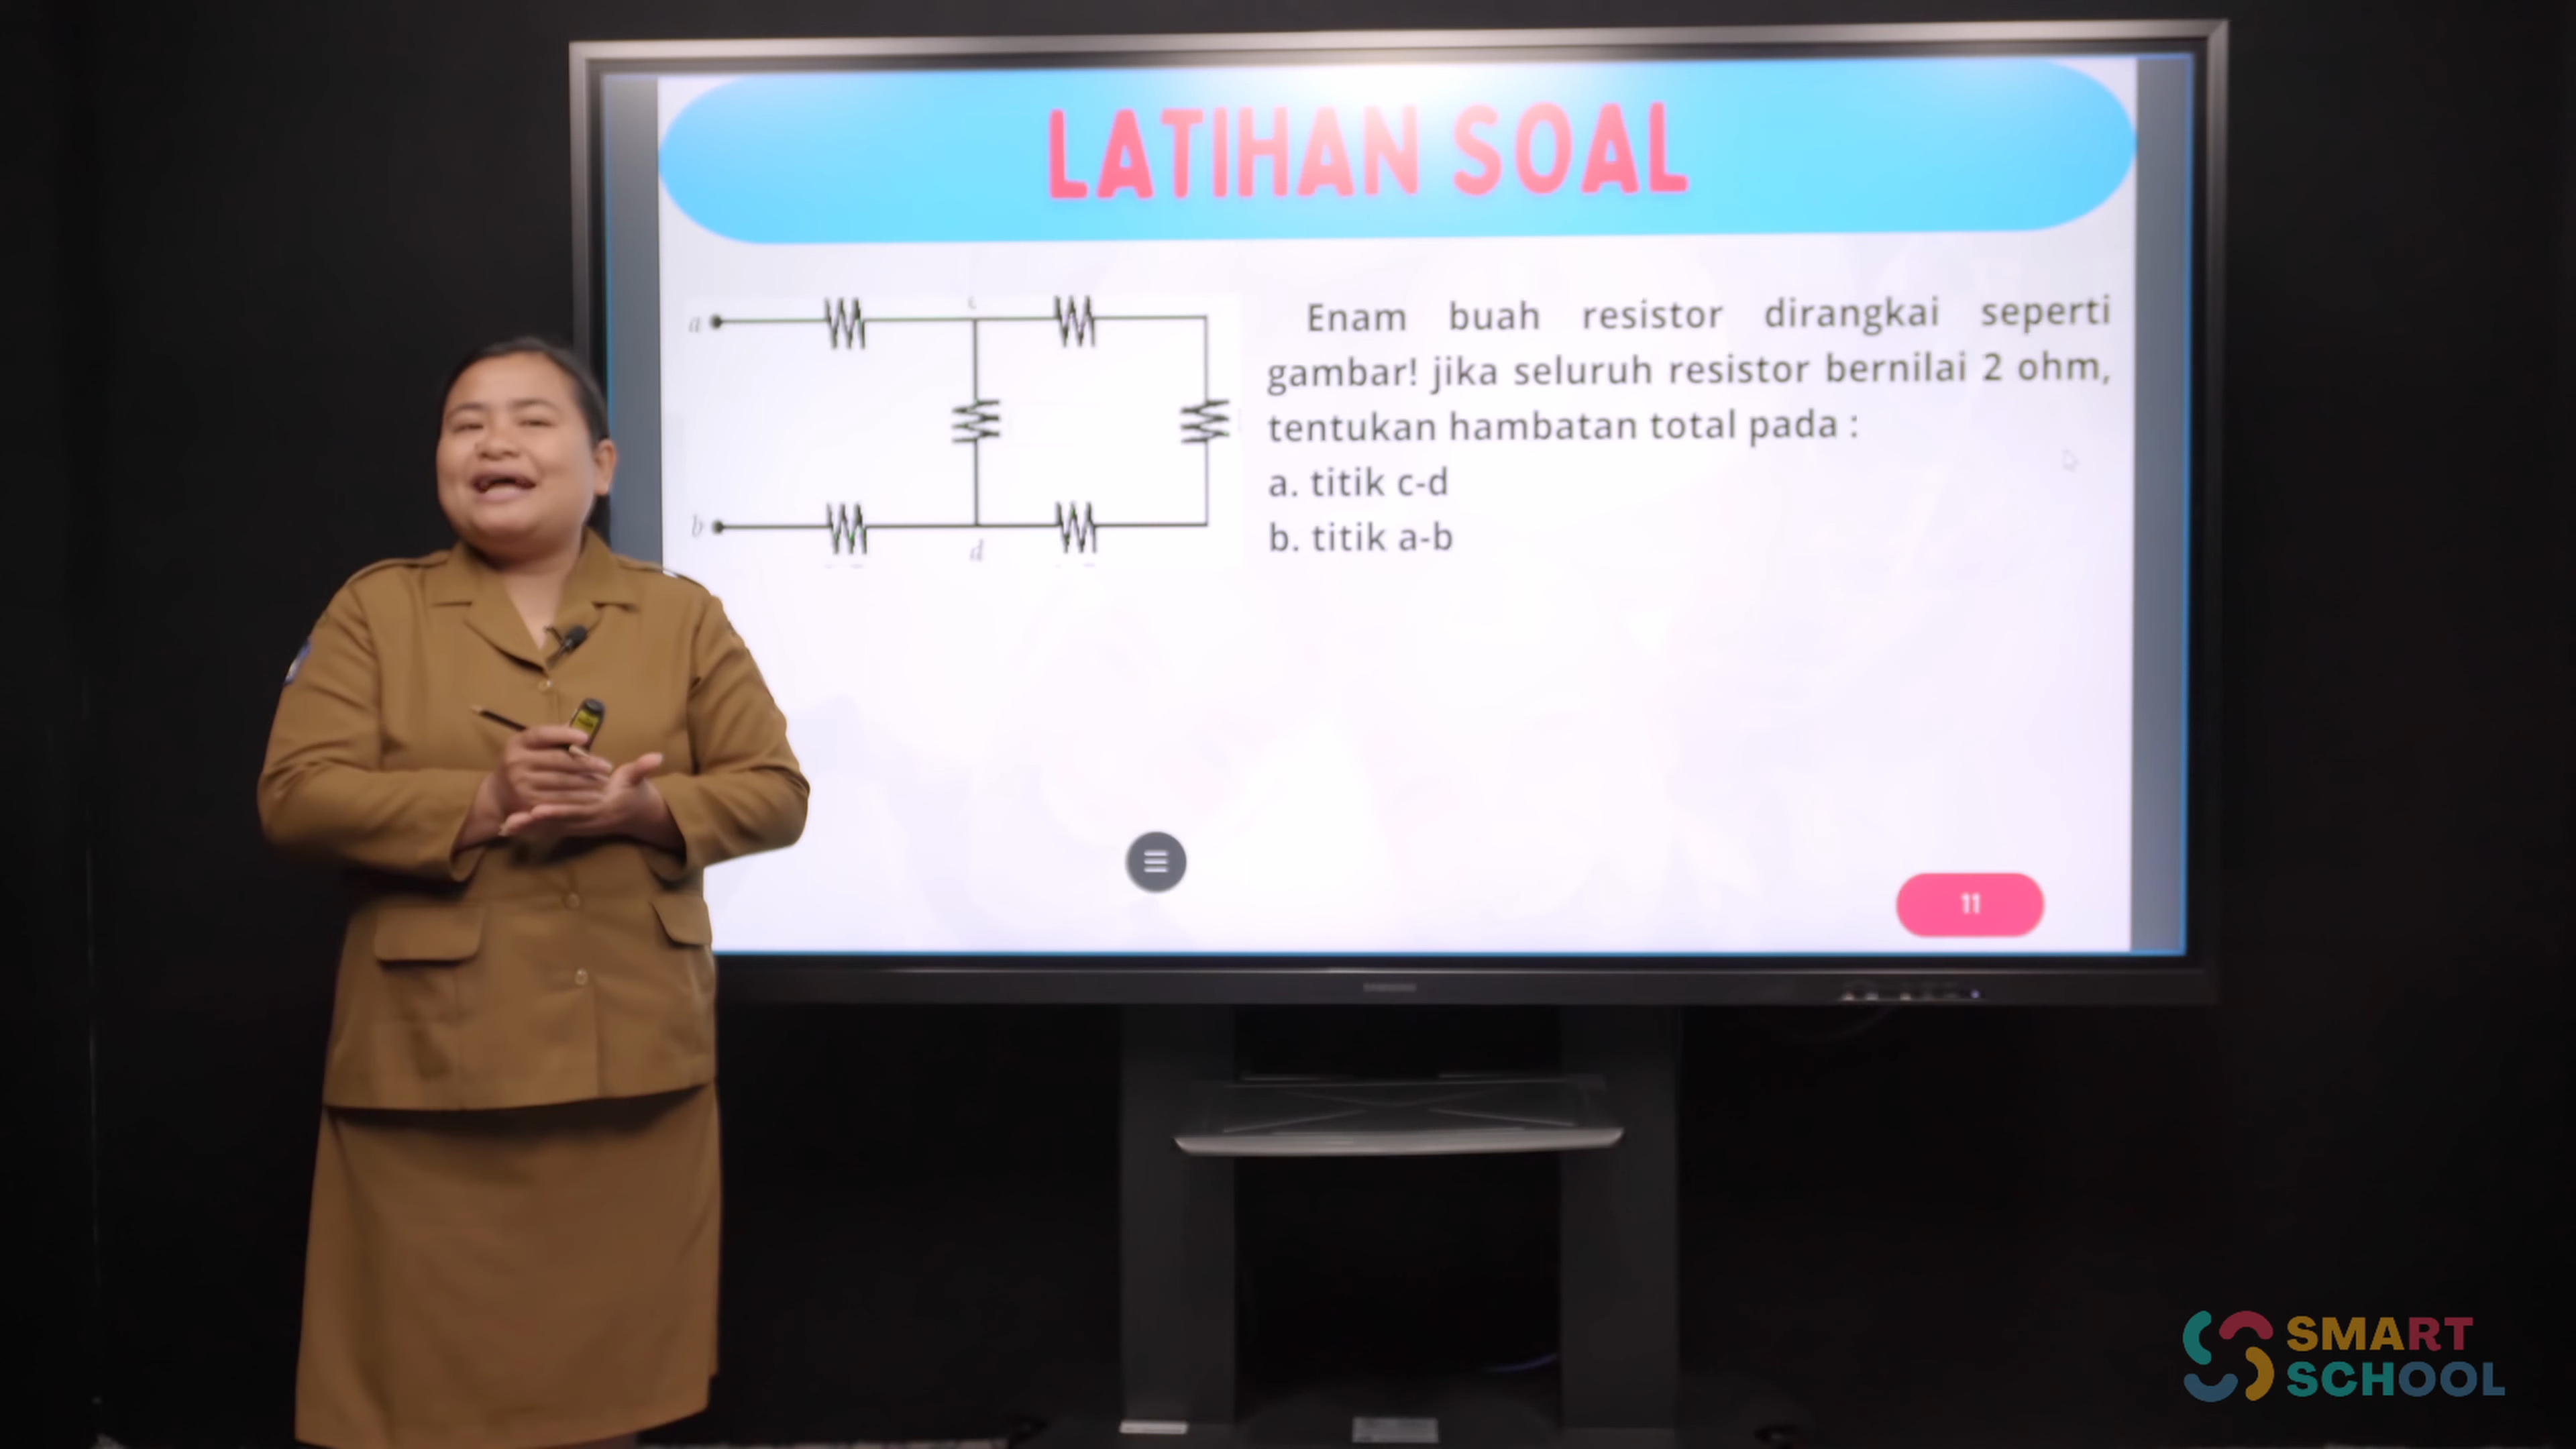 LATIHAN SOAL
a
c
Enam buah resistor dirangkai seperti
gambar! jika seluruh resistor bernilai 2 ohm,
tentukan hambatan total pada :
a. titik c-d
b. titik a-b
b
d
11
SMART
SCHOOL